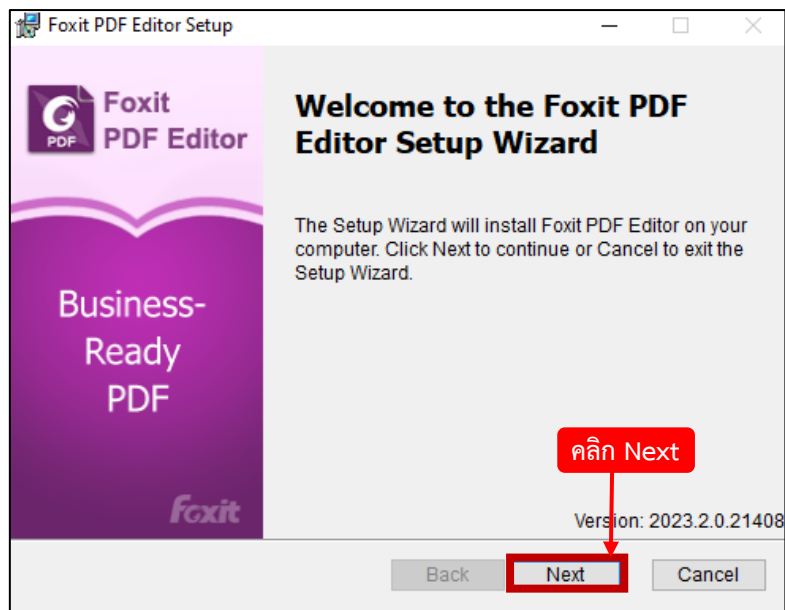 Foxit PDF Editor Setup
Foxit
PDF Editor
PDF
Welcome to the Foxit PDF
Editor Setup Wizard
The Setup Wizard will install Foxit PDF Editor on your
computer. Click Next to continue or Cancel to exit the
Setup Wizard.
Business-
Ready
PDF
คลิก Next
Foxit
Version: 2023.2.0.21408
Back
Next
Cancel